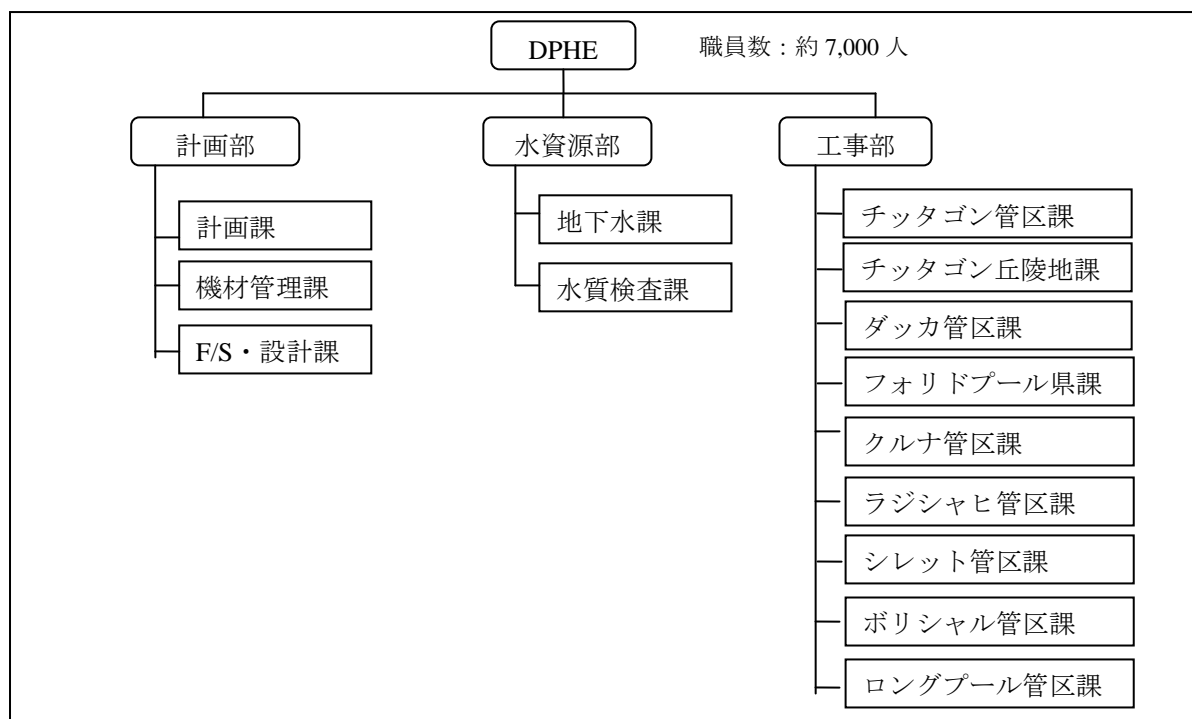 DPHE
職員数：約 7,000 人
計画部
水資源部
工事部
計画課
機材管理課
F/S・設計課
地下水課
水質検査課
チッタゴン管区課
チッタゴン丘陵地課
ダッカ管区課
フォリドプール県課
クルナ管区課
ラジシャヒ管区課
シレット管区課
ボリシャル管区課
ロングプール管区課